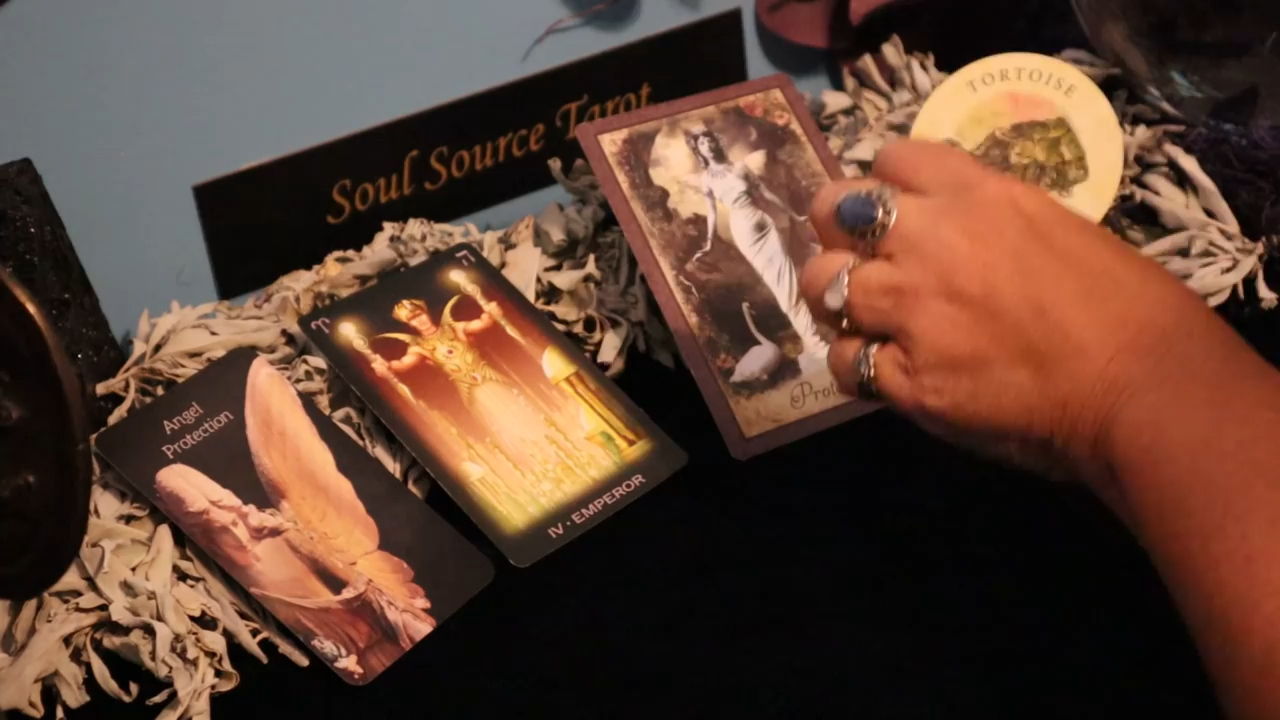 Soul Source Tarot
TORTOISE
Angel
Protection
IV • EMPEROR